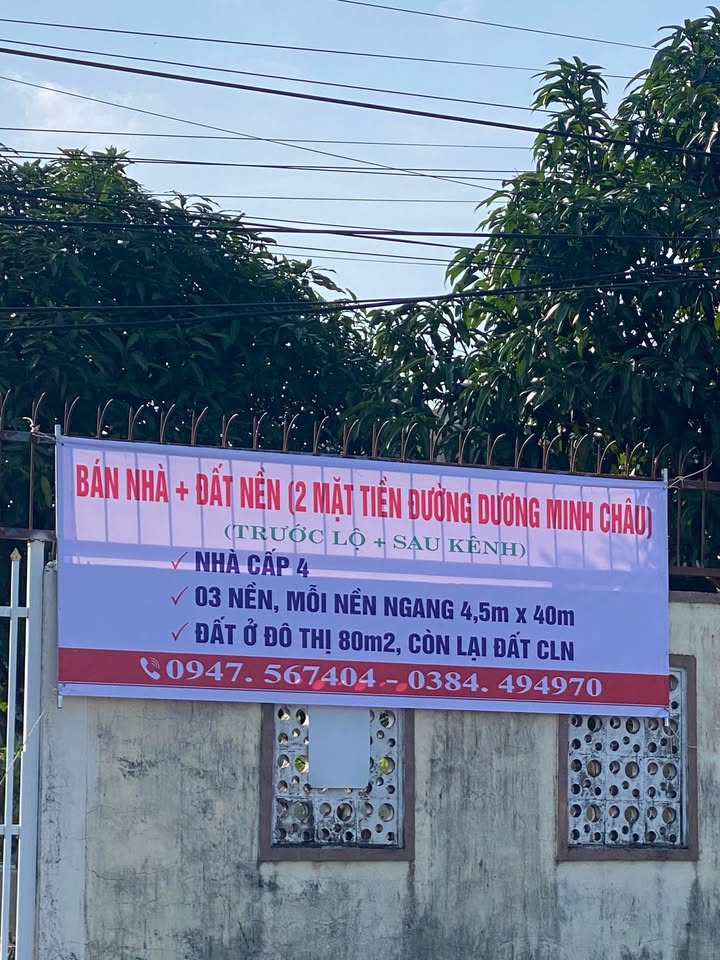 BÁN NHÀ + ĐẤT NỀN (2 MẶT TIỀN ĐƯỜNG DƯƠNG MINH CHÂU)
(TRƯỚC LỘ + SAU KÊNH)
✓ NHÀ CẤP 4
✓ 03 NỀN, MỖI NỀN NGANG 4,5m x 40m
✓ ĐẤT Ở ĐÔ THỊ 80m2, CÒN LẠI ĐẤT CLN
0947. 567404 - 0384. 494970